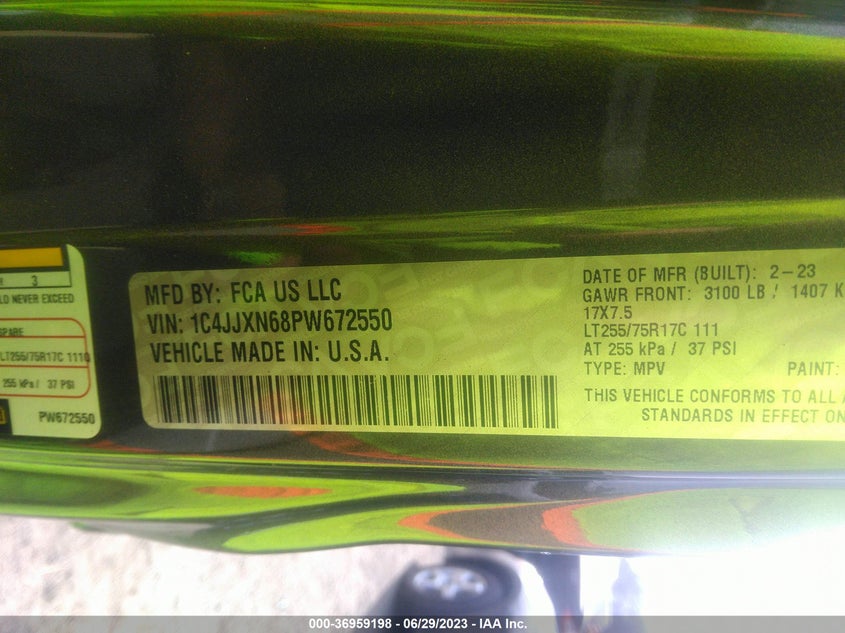 3
LD NEVER EXCEED
SPARE
LT255/75R17C 111Q
255 kPa / 37 PSI
PW672550
MFD BY: FCA US LLC
VIN: 1C4JJXN68PW672550
VEHICLE MADE IN: U.S.A.
DATE OF MFR (BUILT): 2-23
GAWR FRONT: 3100 LB / 1407 K
17X7.5
LT255/75R17C 111
AT 255 kPa / 37 PSI
TYPE: MPV PAINT:
THIS VEHICLE CONFORMS TO ALL A
STANDARDS IN EFFECT ON
000-36959198 - 06/29/2023 - IAA Inc.